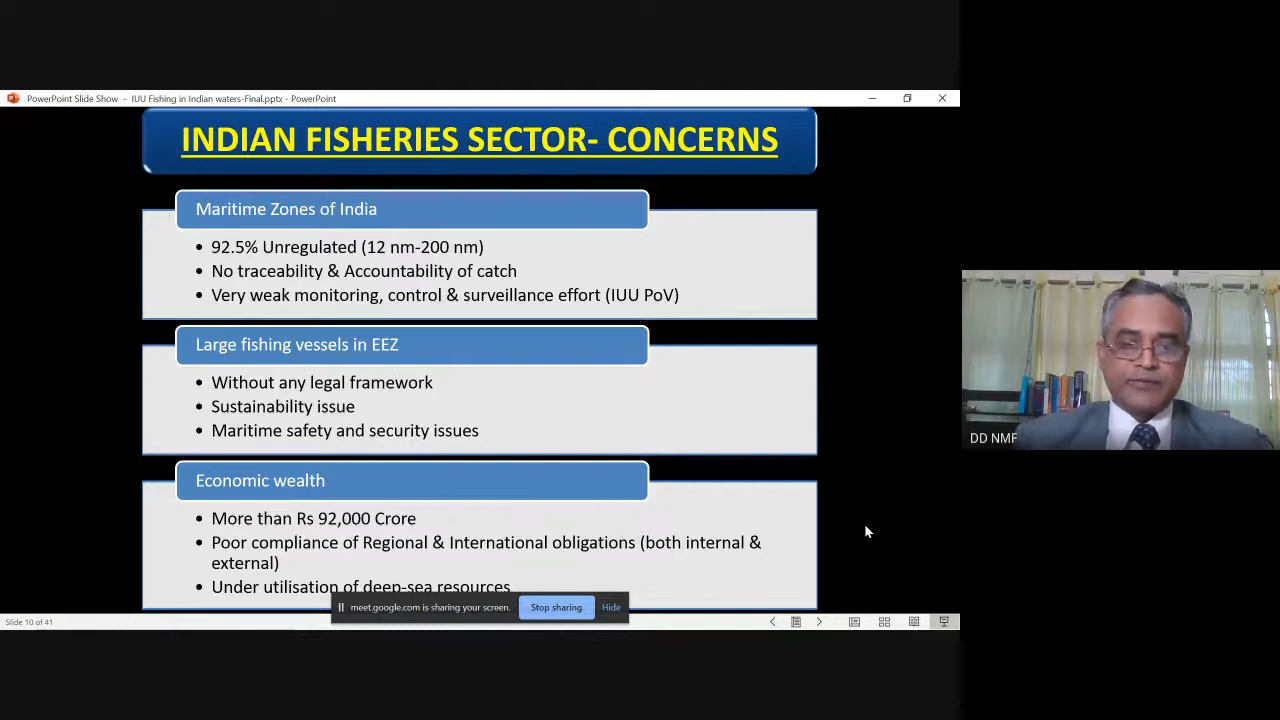 PowerPoint Slide Show - IUU Fishing in Indian waters-Final.pptx - PowerPoint
INDIAN FISHERIES SECTOR- CONCERNS
Maritime Zones of India
• 92.5% Unregulated (12 nm-200 nm)
• No traceability & Accountability of catch
• Very weak monitoring, control & surveillance effort (IUU PoV)
Large fishing vessels in EEZ
• Without any legal framework
• Sustainability issue
• Maritime safety and security issues
Economic wealth
• More than Rs 92,000 Crore
• Poor compliance of Regional & International obligations (both internal &
external)
• Under utilisation of deep-sea resources
meet.google.com is sharing your screen. Stop sharing Hide
Slide 10 of 41
DD NMF